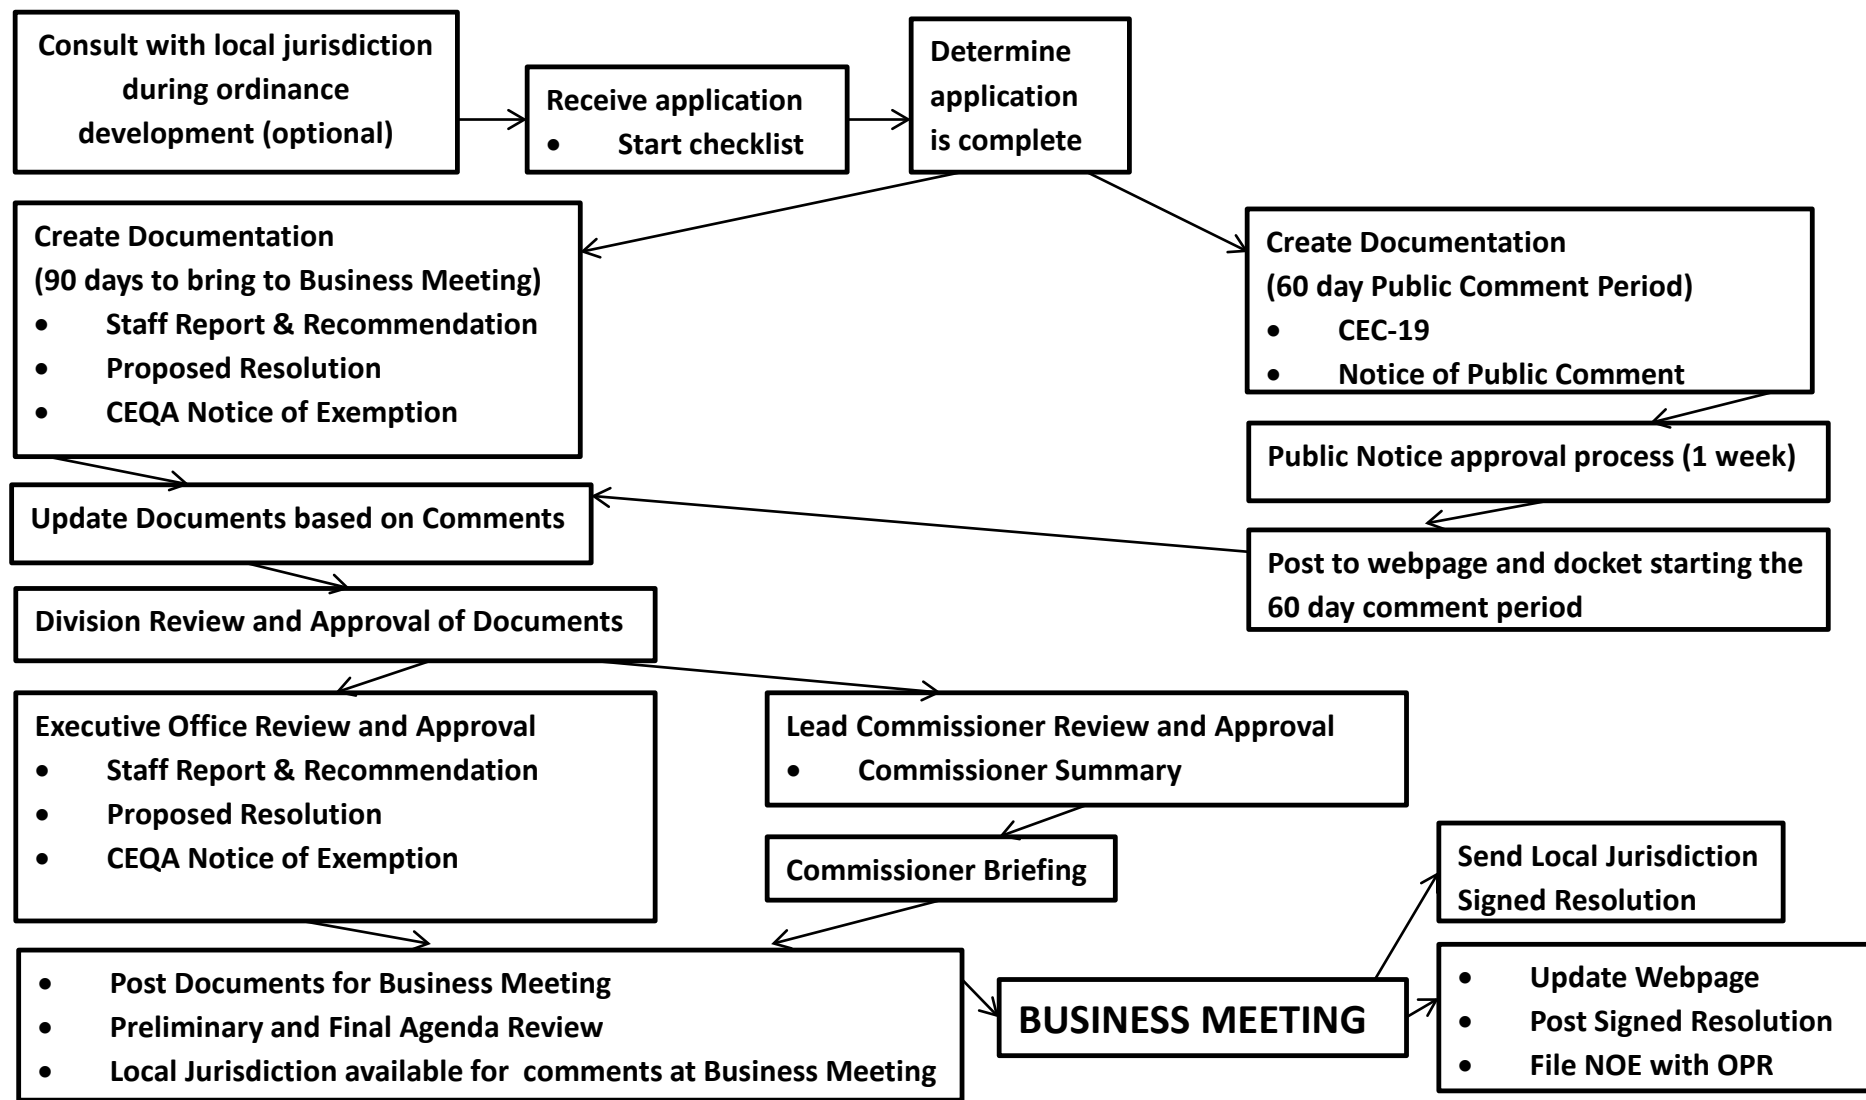 Consult with local jurisdiction
during ordinance
development (optional)
Receive application
• Start checklist
Determine
application
is complete
Create Documentation
(90 days to bring to Business Meeting)
• Staff Report & Recommendation
• Proposed Resolution
• CEQA Notice of Exemption
Create Documentation
(60 day Public Comment Period)
• CEC-19
• Notice of Public Comment
Public Notice approval process (1 week)
Post to webpage and docket starting the
60 day comment period
Update Documents based on Comments
Division Review and Approval of Documents
Executive Office Review and Approval
• Staff Report & Recommendation
• Proposed Resolution
• CEQA Notice of Exemption
Lead Commissioner Review and Approval
• Commissioner Summary
Commissioner Briefing
• Post Documents for Business Meeting
• Preliminary and Final Agenda Review
• Local Jurisdiction available for comments at Business Meeting
BUSINESS MEETING
Send Local Jurisdiction
Signed Resolution
• Update Webpage
• Post Signed Resolution
• File NOE with OPR